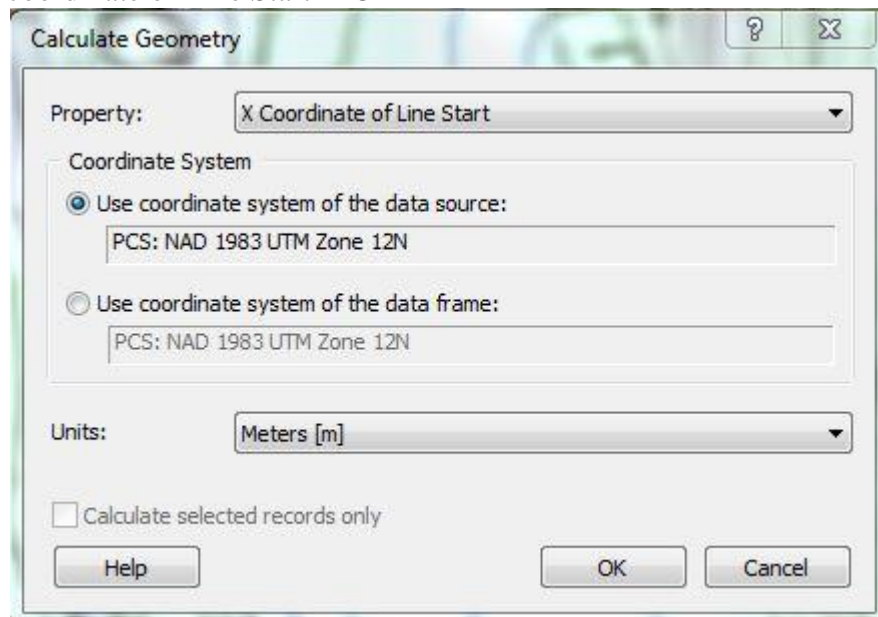 Calculate Geometry
Property: X Coordinate of Line Start
Coordinate System
Use coordinate system of the data source:
PCS: NAD 1983 UTM Zone 12N
Use coordinate system of the data frame:
PCS: NAD 1983 UTM Zone 12N
Units: Meters [m]
Calculate selected records only
Help OK Cancel